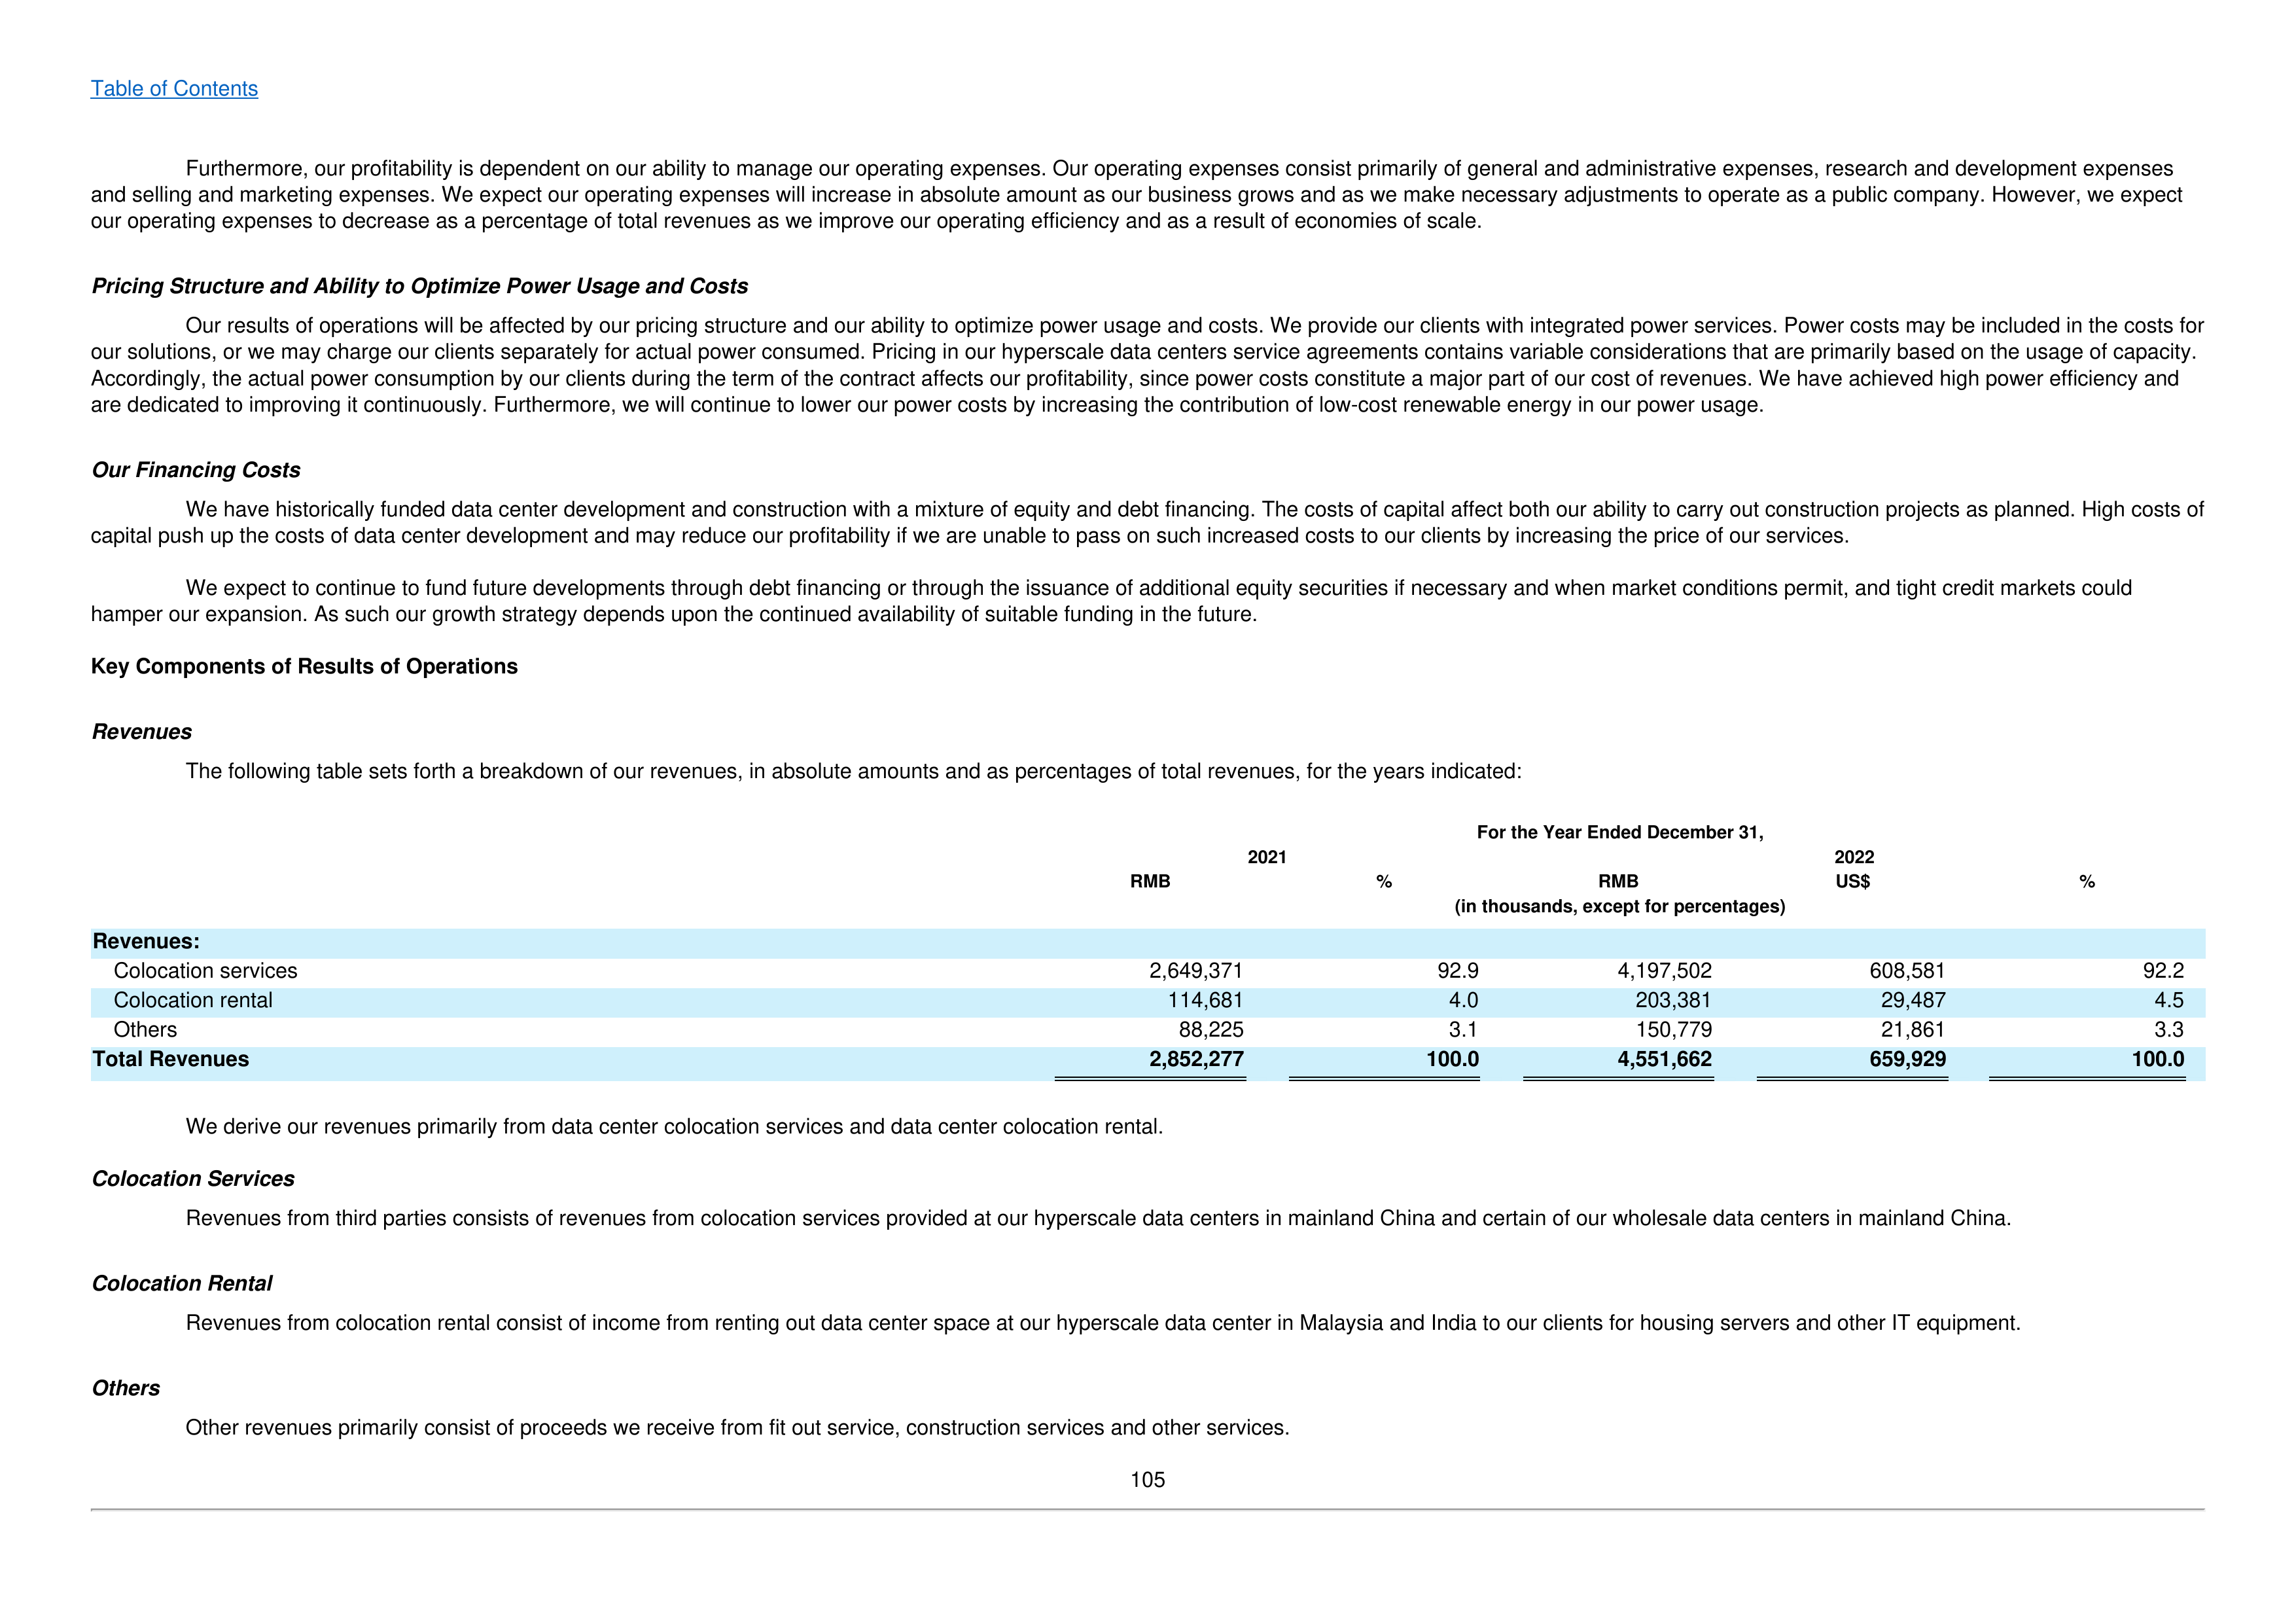 Table of Contents
Furthermore, our profitability is dependent on our ability to manage our operating expenses. Our operating expenses consist primarily of general and administrative expenses, research and development expenses
and selling and marketing expenses. We expect our operating expenses will increase in absolute amount as our business grows and as we make necessary adjustments to operate as a public company. However, we expect
our operating expenses to decrease as a percentage of total revenues as we improve our operating efficiency and as a result of economies of scale.
Pricing Structure and Ability to Optimize Power Usage and Costs
Our results of operations will be affected by our pricing structure and our ability to optimize power usage and costs. We provide our clients with integrated power services. Power costs may be included in the costs for
our solutions, or we may charge our clients separately for actual power consumed. Pricing in our hyperscale data centers service agreements contains variable considerations that are primarily based on the usage of capacity.
Accordingly, the actual power consumption by our clients during the term of the contract affects our profitability, since power costs constitute a major part of our cost of revenues. We have achieved high power efficiency and
are dedicated to improving it continuously. Furthermore, we will continue to lower our power costs by increasing the contribution of low-cost renewable energy in our power usage.
Our Financing Costs
We have historically funded data center development and construction with a mixture of equity and debt financing. The costs of capital affect both our ability to carry out construction projects as planned. High costs of
capital push up the costs of data center development and may reduce our profitability if we are unable to pass on such increased costs to our clients by increasing the price of our services.
We expect to continue to fund future developments through debt financing or through the issuance of additional equity securities if necessary and when market conditions permit, and tight credit markets could
hamper our expansion. As such our growth strategy depends upon the continued availability of suitable funding in the future.
Key Components of Results of Operations
Revenues
The following table sets forth a breakdown of our revenues, in absolute amounts and as percentages of total revenues, for the years indicated:
For the Year Ended December 31,
2021 2022
RMB % RMB US$ %
(in thousands, except for percentages)
Revenues:
Colocation services 2,649,371 92.9 4,197,502 608,581 92.2
Colocation rental 114,681 4.0 203,381 29,487 4.5
Others 88,225 3.1 150,779 21,861 3.3
Total Revenues 2,852,277 100.0 4,551,662 659,929 100.0
We derive our revenues primarily from data center colocation services and data center colocation rental.
Colocation Services
Revenues from third parties consists of revenues from colocation services provided at our hyperscale data centers in mainland China and certain of our wholesale data centers in mainland China.
Colocation Rental
Revenues from colocation rental consist of income from renting out data center space at our hyperscale data center in Malaysia and India to our clients for housing servers and other IT equipment.
Others
Other revenues primarily consist of proceeds we receive from fit out service, construction services and other services.
105